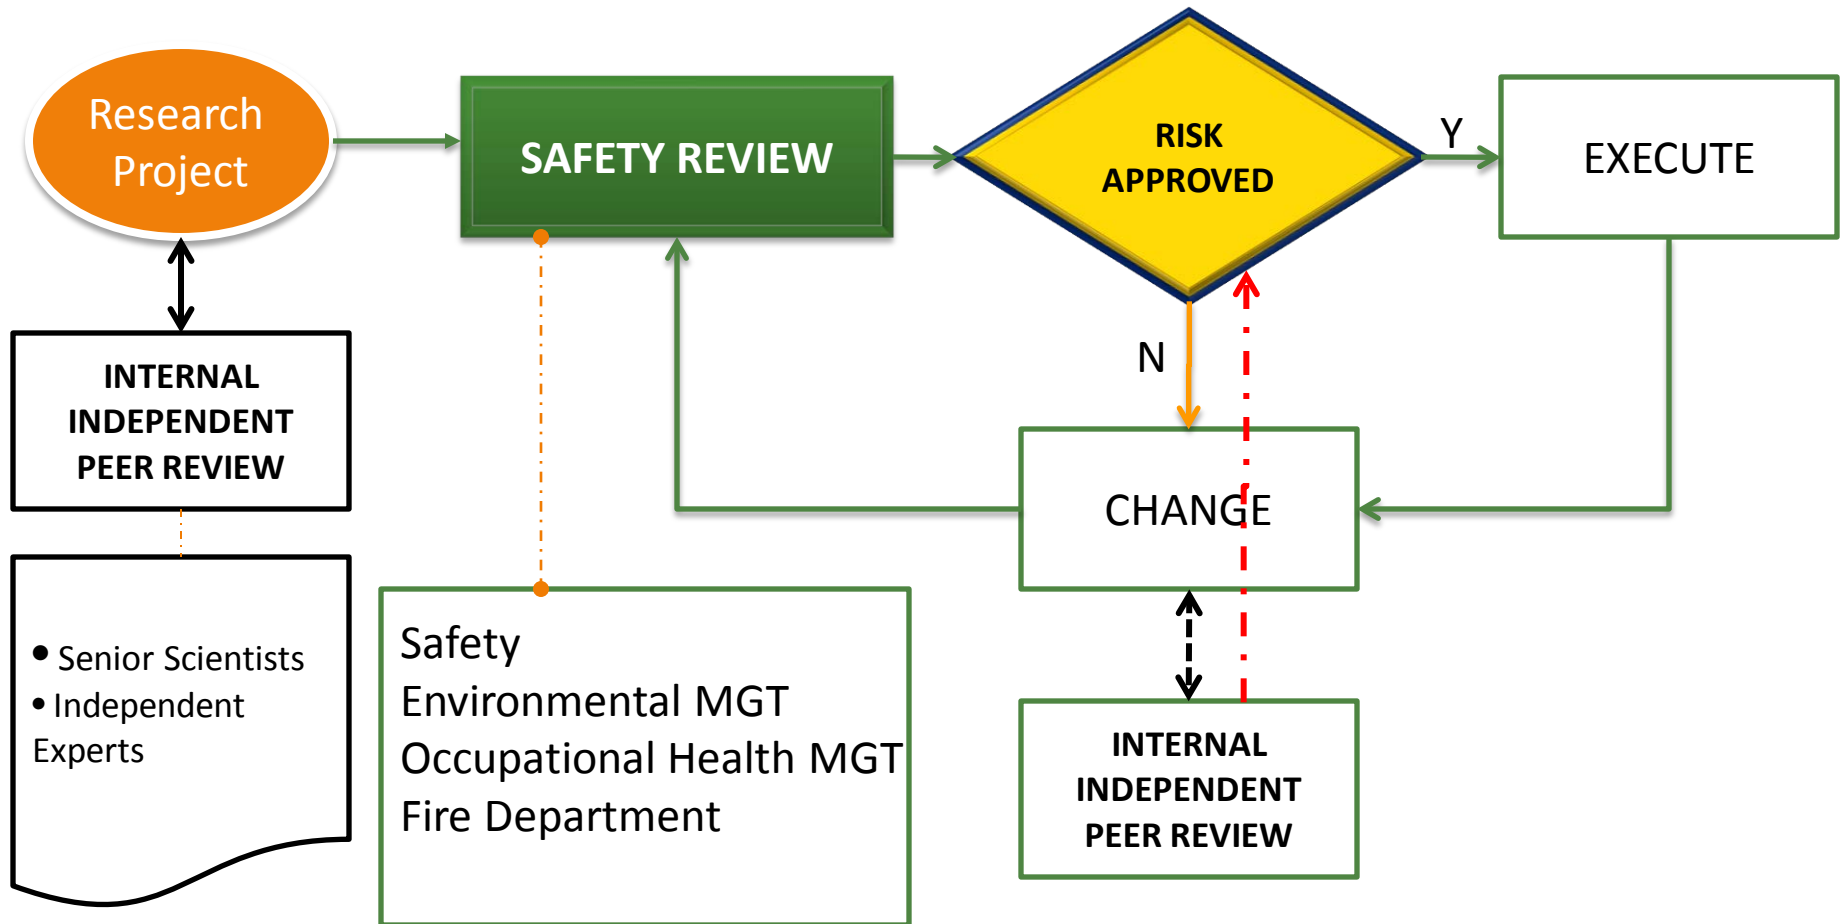 Research
Project
SAFETY REVIEW
RISK
APPROVED
Y
EXECUTE
N
INTERNAL
INDEPENDENT
PEER REVIEW
CHANGE
• Senior Scientists
• Independent
Experts
Safety
Environmental MGT
Occupational Health MGT
Fire Department
INTERNAL
INDEPENDENT
PEER REVIEW